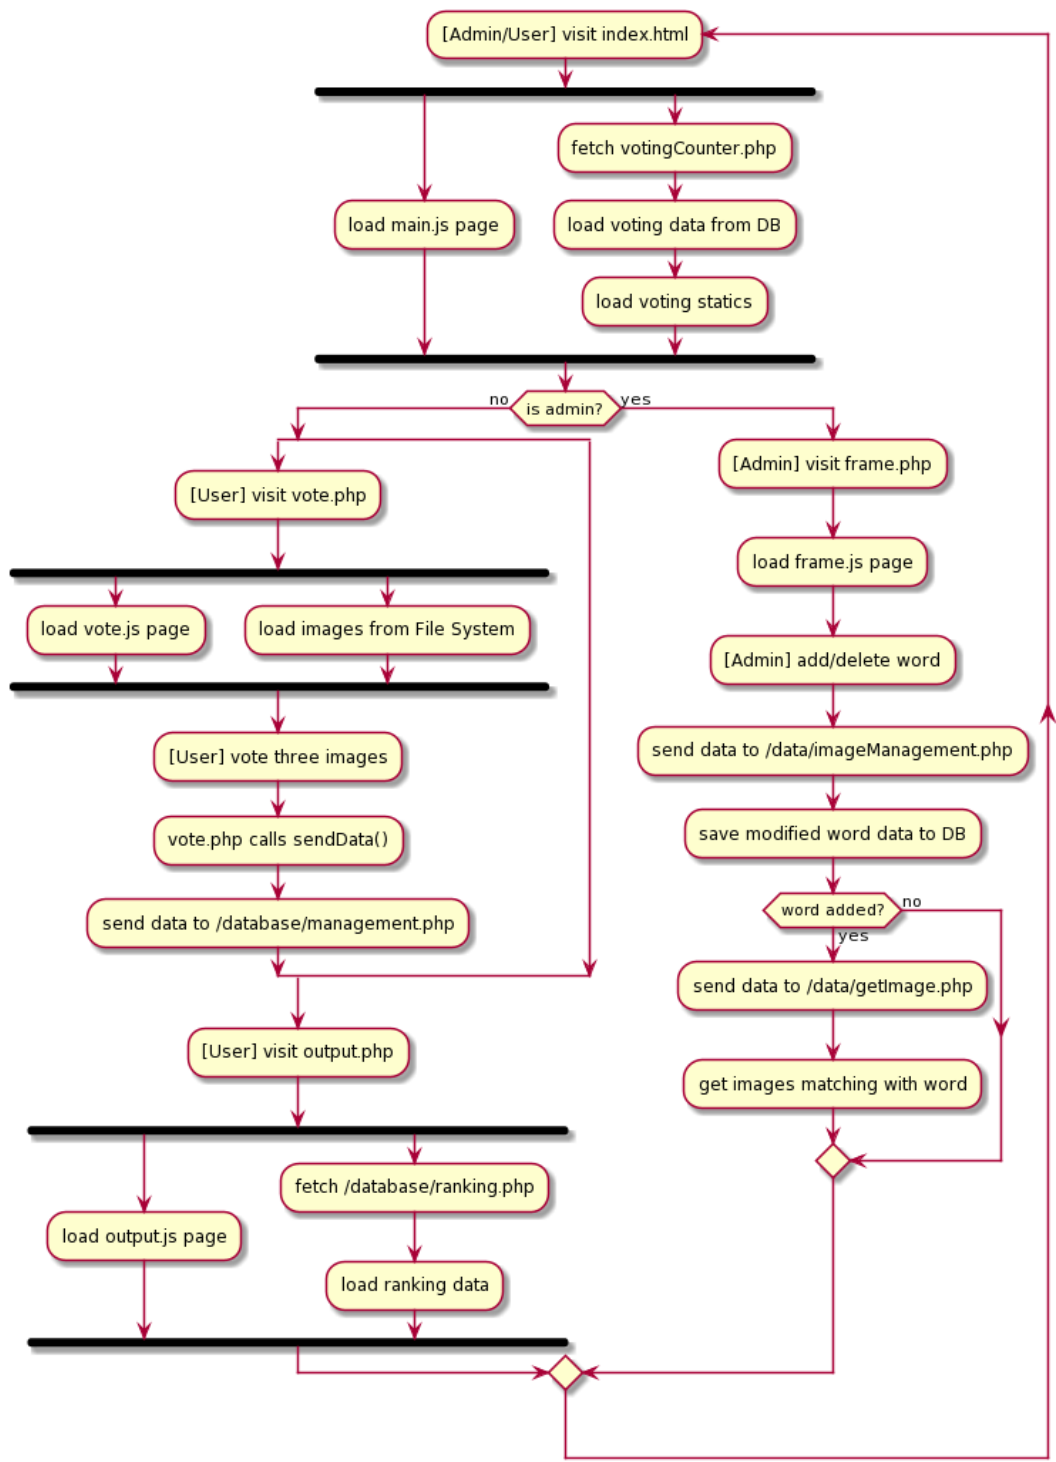 [Admin/User] visit index.html
fetch votingCounter.php
load main.js page
load voting data from DB
load voting statics
no
is admin?
yes
[User] visit vote.php
load vote.js page
load images from File System
[User] vote three images
vote.php calls sendData()
send data to /database/management.php
[User] visit output.php
fetch /database/ranking.php
load output.js page
load ranking data
[Admin] visit frame.php
load frame.js page
[Admin] add/delete word
send data to /data/imageManagement.php
save modified word data to DB
word added?
no
yes
send data to /data/getImage.php
get images matching with word